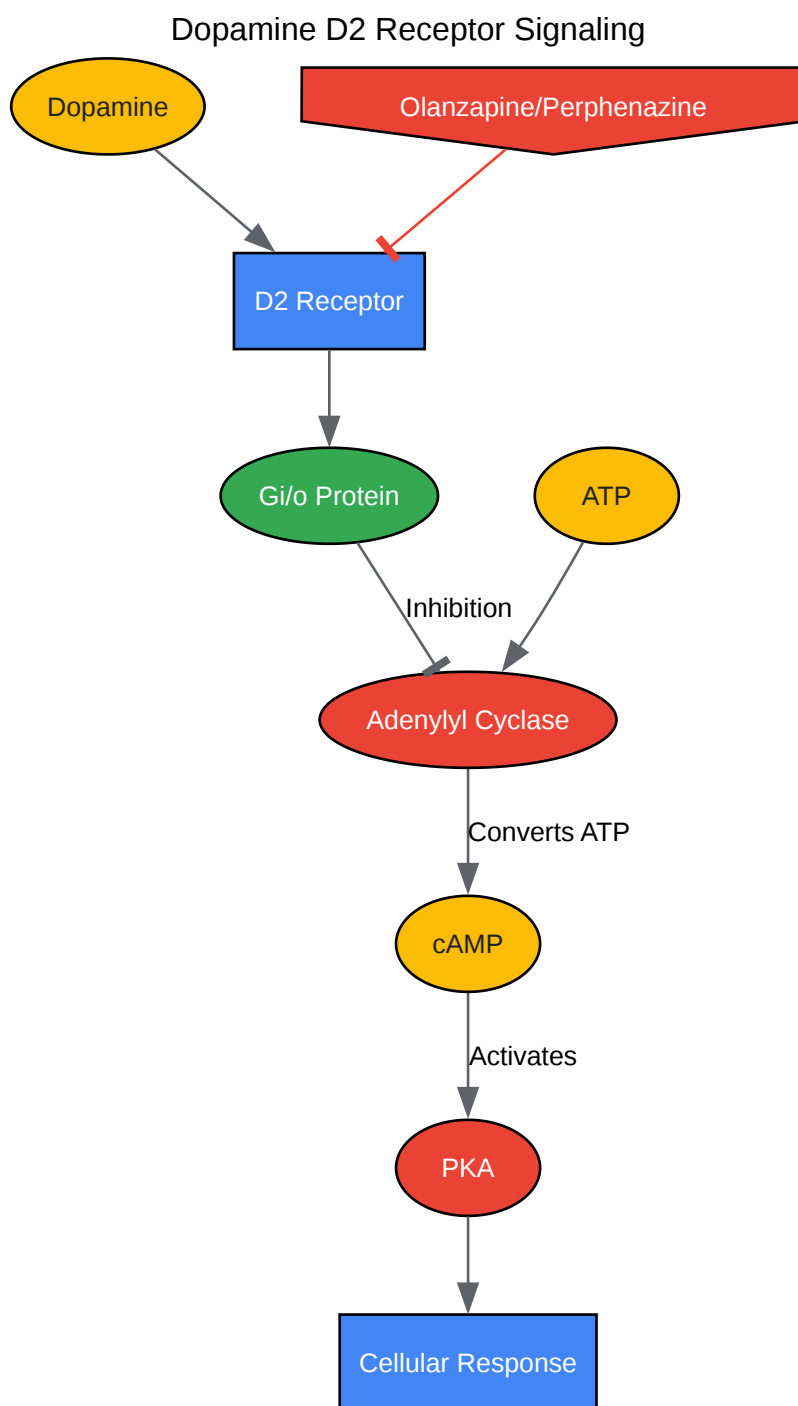 Dopamine D2 Receptor Signaling
Dopamine
Olanzapine/Perphenazine
D2 Receptor
Gi/o Protein
ATP
Inhibition
Adenylyl Cyclase
Converts ATP
cAMP
Activates
PKA
Cellular Response